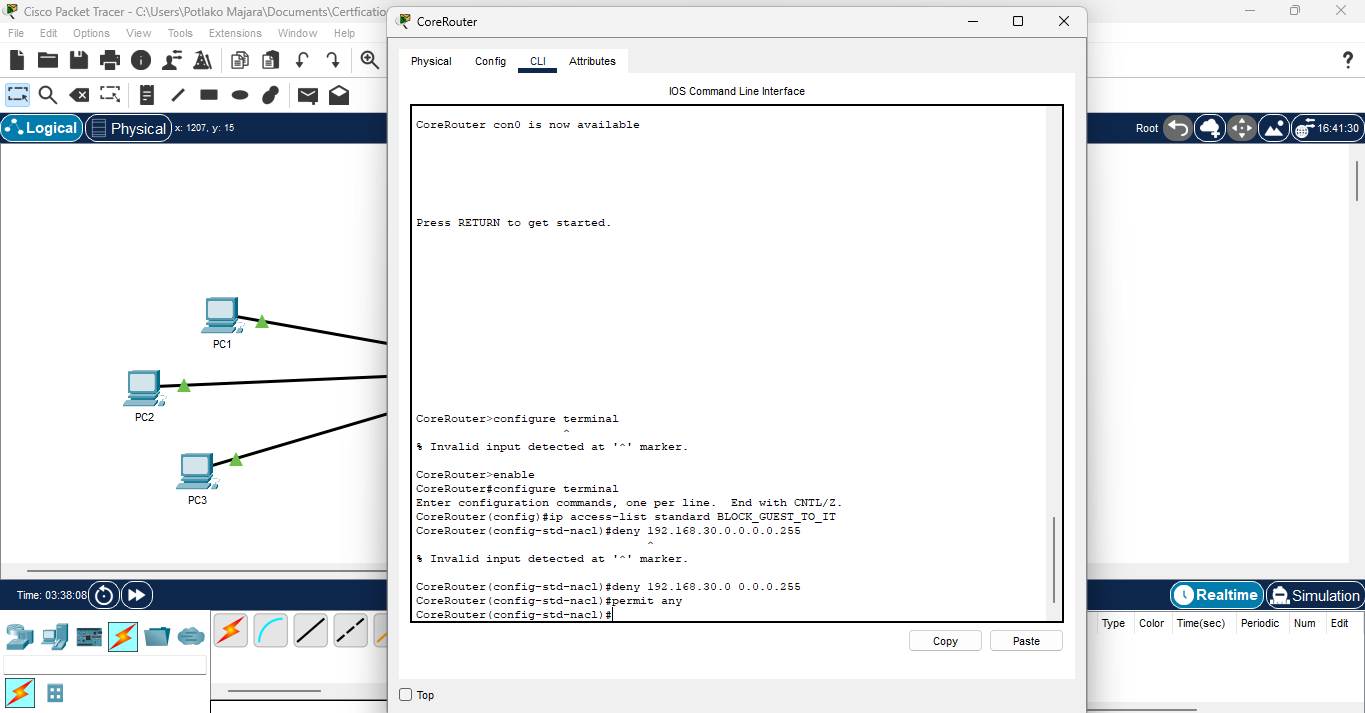 Cisco Packet Tracer - C:\Users\Potlako Majara\Documents\Certfication
CoreRouter
File Edit Options View Tools Extensions Window Help
Physical Config CLI Attributes
IOS Command Line Interface
Logical Physical x: 1207, y: 15
Root 16:41:30
CoreRouter con0 is now available
Press RETURN to get started.
PC1
PC2
PC3
CoreRouter>configure terminal
^
% Invalid input detected at '^' marker.
CoreRouter>enable
CoreRouter#configure terminal
Enter configuration commands, one per line. End with CNTL/Z.
CoreRouter(config)#ip access-list standard BLOCK_GUEST_TO_IT
CoreRouter(config-std-nacl)#deny 192.168.30.0.0.0.0.255
^
% Invalid input detected at '^' marker.
CoreRouter(config-std-nacl)#deny 192.168.30.0 0.0.0.255
CoreRouter(config-std-nacl)#permit any
CoreRouter(config-std-nacl)#
Time: 03:38:08
Realtime Simulation
Type Color Time(sec) Periodic Num Edit
Copy Paste
Top